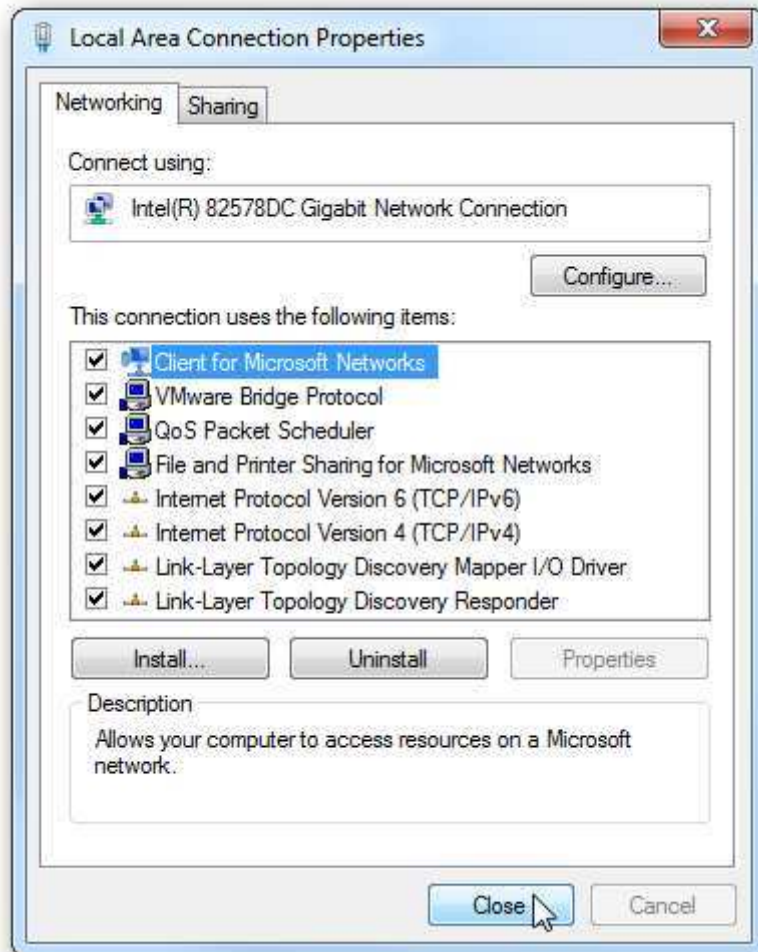 Local Area Connection Properties
Networking
Sharing
Connect using:
Intel(R) 82578DC Gigabit Network Connection
Configure...
This connection uses the following items:
Client for Microsoft Networks
VMware Bridge Protocol
QoS Packet Scheduler
File and Printer Sharing for Microsoft Networks
Internet Protocol Version 6 (TCP/IPv6)
Internet Protocol Version 4 (TCP/IPv4)
Link-Layer Topology Discovery Mapper I/O Driver
Link-Layer Topology Discovery Responder
Install...
Uninstall
Properties
Description
Allows your computer to access resources on a Microsoft
network.
Close
Cancel